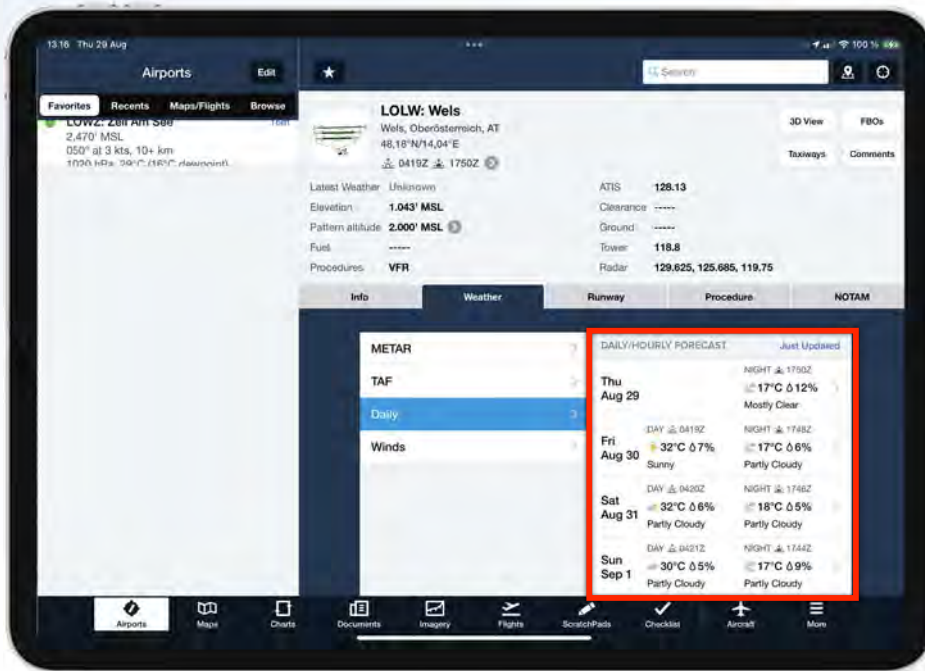 13:16 Thu 29 Aug
100 %
Airports
Edit
Search
Favorites Recents Maps/Flights Browse
LOWZ: Zell Am See
2.470' MSL
050° at 3 kts, 10+ km
1020 hPa, 29°C (16°C dewpoint)
LOLW: Wels
Wels, Oberösterreich, AT
48,18°N/14,04°E
0419Z 1750Z
3D View FBOs
Taxiways Comments
Latest Weather Unknown
Elevation 1.043' MSL
Pattern altitude 2.000' MSL
Fuel -----
Procedures VFR
ATIS 128.13
Clearance -----
Ground -----
Tower 118.8
Radar 129.625, 125.685, 119.75
Info Weather Runway Procedure NOTAM
METAR
TAF
Daily
Winds
DAILY/HOURLY FORECAST Just Updated
Thu
Aug 29
NIGHT 1750Z
17°C 12%
Mostly Clear
Fri
Aug 30
DAY 0419Z
32°C 7%
Sunny
NIGHT 1748Z
17°C 6%
Partly Cloudy
Sat
Aug 31
DAY 0420Z
32°C 6%
Partly Cloudy
NIGHT 1746Z
18°C 5%
Partly Cloudy
Sun
Sep 1
DAY 0421Z
30°C 5%
Partly Cloudy
NIGHT 1744Z
17°C 9%
Partly Cloudy
Airports Maps Charts Documents Imagery Flights ScratchPads Checklist Aircraft More